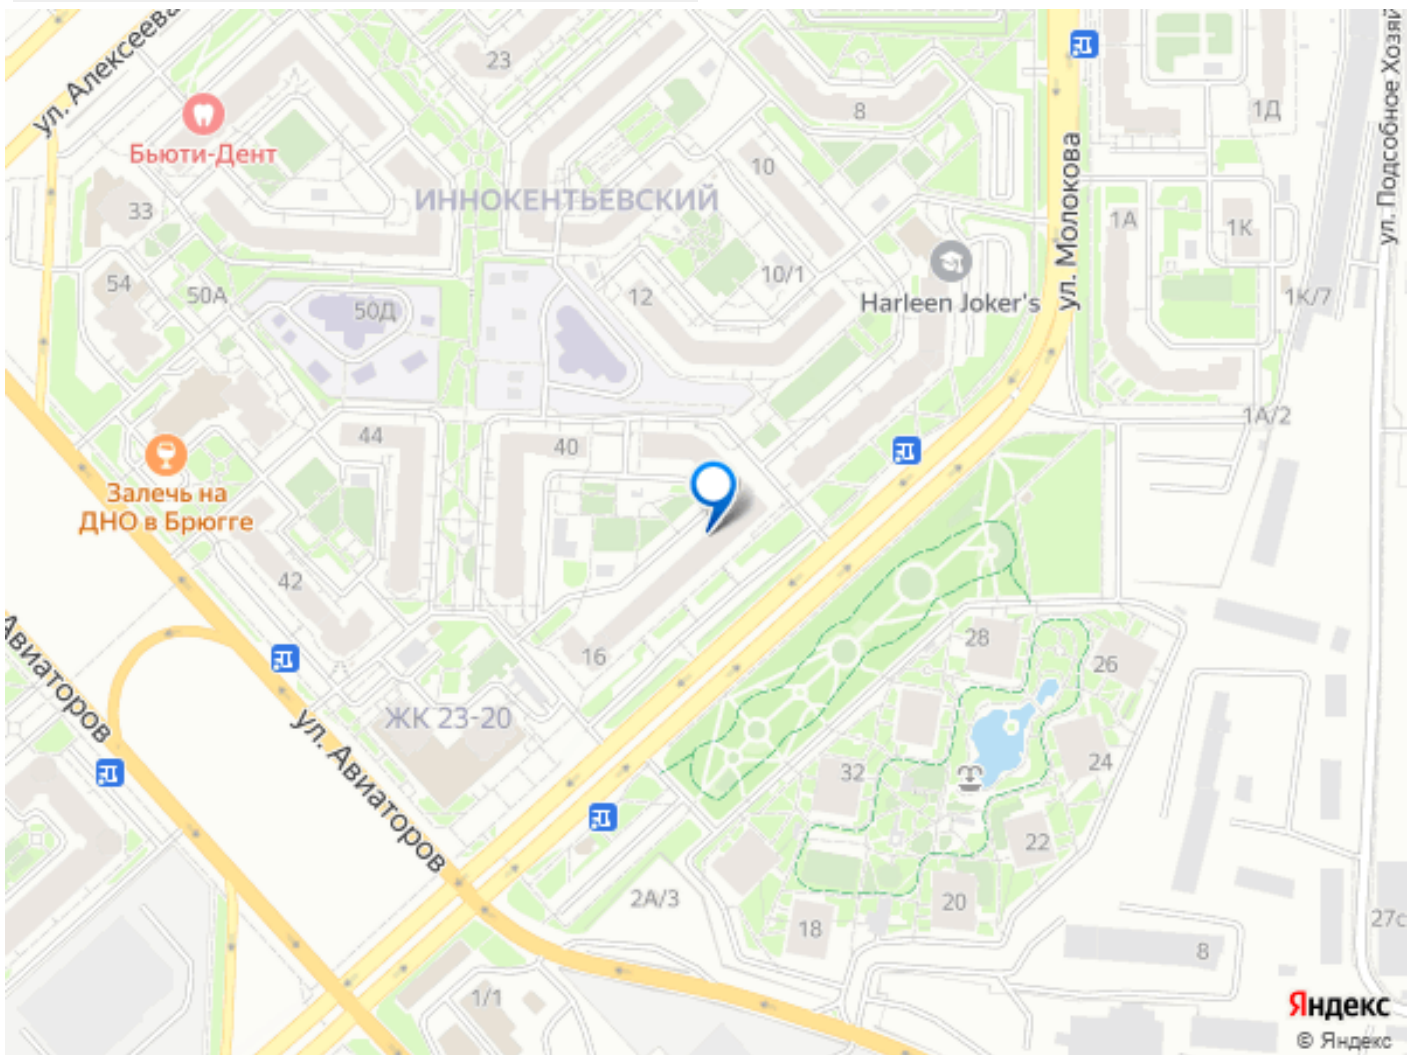 ул. Алексеева
23
8
1Д
ул. Подсобное Хозяй
Бьюти-Дент
10
ул. Молокова
ИННОКЕНТЬЕВСКИЙ
33
1А
1К
54
50А
50Д
12
10/1
Harleen Joker's
1К/7
44
40
1А/2
Залечь на
ДНО в Брюгге
42
Авиаторов
16
28
26
ЖК 23-20
ул. Авиаторов
32
24
22
2А/3
20
18
27с
8
1/1
Яндекс
© Яндекс